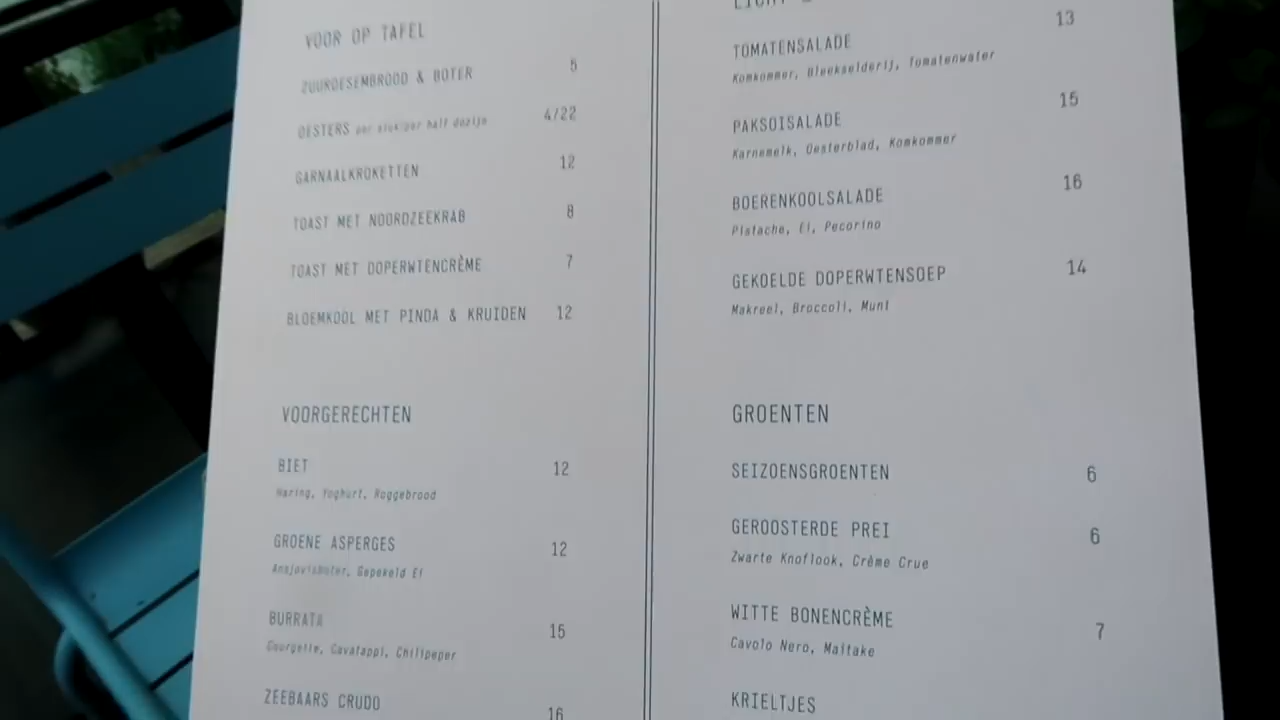 VOOR OP TAFEL
ZUURDESEMBROOD & BOTER 5
OESTERS per stuk/per half dozijn 4/22
GARNAALKROKETTEN 12
TOAST MET NOORDZEEKRAB 8
TOAST MET DOPERWTENCRÈME 7
BLOEMKOOL MET PINDA & KRUIDEN 12
VOORGERECHTEN
BIET 12
Haring, Yoghurt, Roggebrood
GROENE ASPERGES 12
Ansjovisboter, Gepekeld Ei
BURRATA 15
Courgette, Cavatappi, Chilipeper
ZEEBAARS CRUDO 16
TOMATENSALADE 13
Komkommer, Bleekselderij, Tomatenwater
PAKSOISALADE 15
Karnemelk, Oesterblad, Komkommer
BOERENKOOLSALADE 16
Pistache, Ei, Pecorino
GEKOELDE DOPERWTENSOEP 14
Makreel, Broccoli, Munt
GROENTEN
SEIZOENSGROENTEN 6
GEROOSTERDE PREI 6
Zwarte Knoflook, Crème Crue
WITTE BONENCRÈME 7
Cavolo Nero, Maitake
KRIELTJES